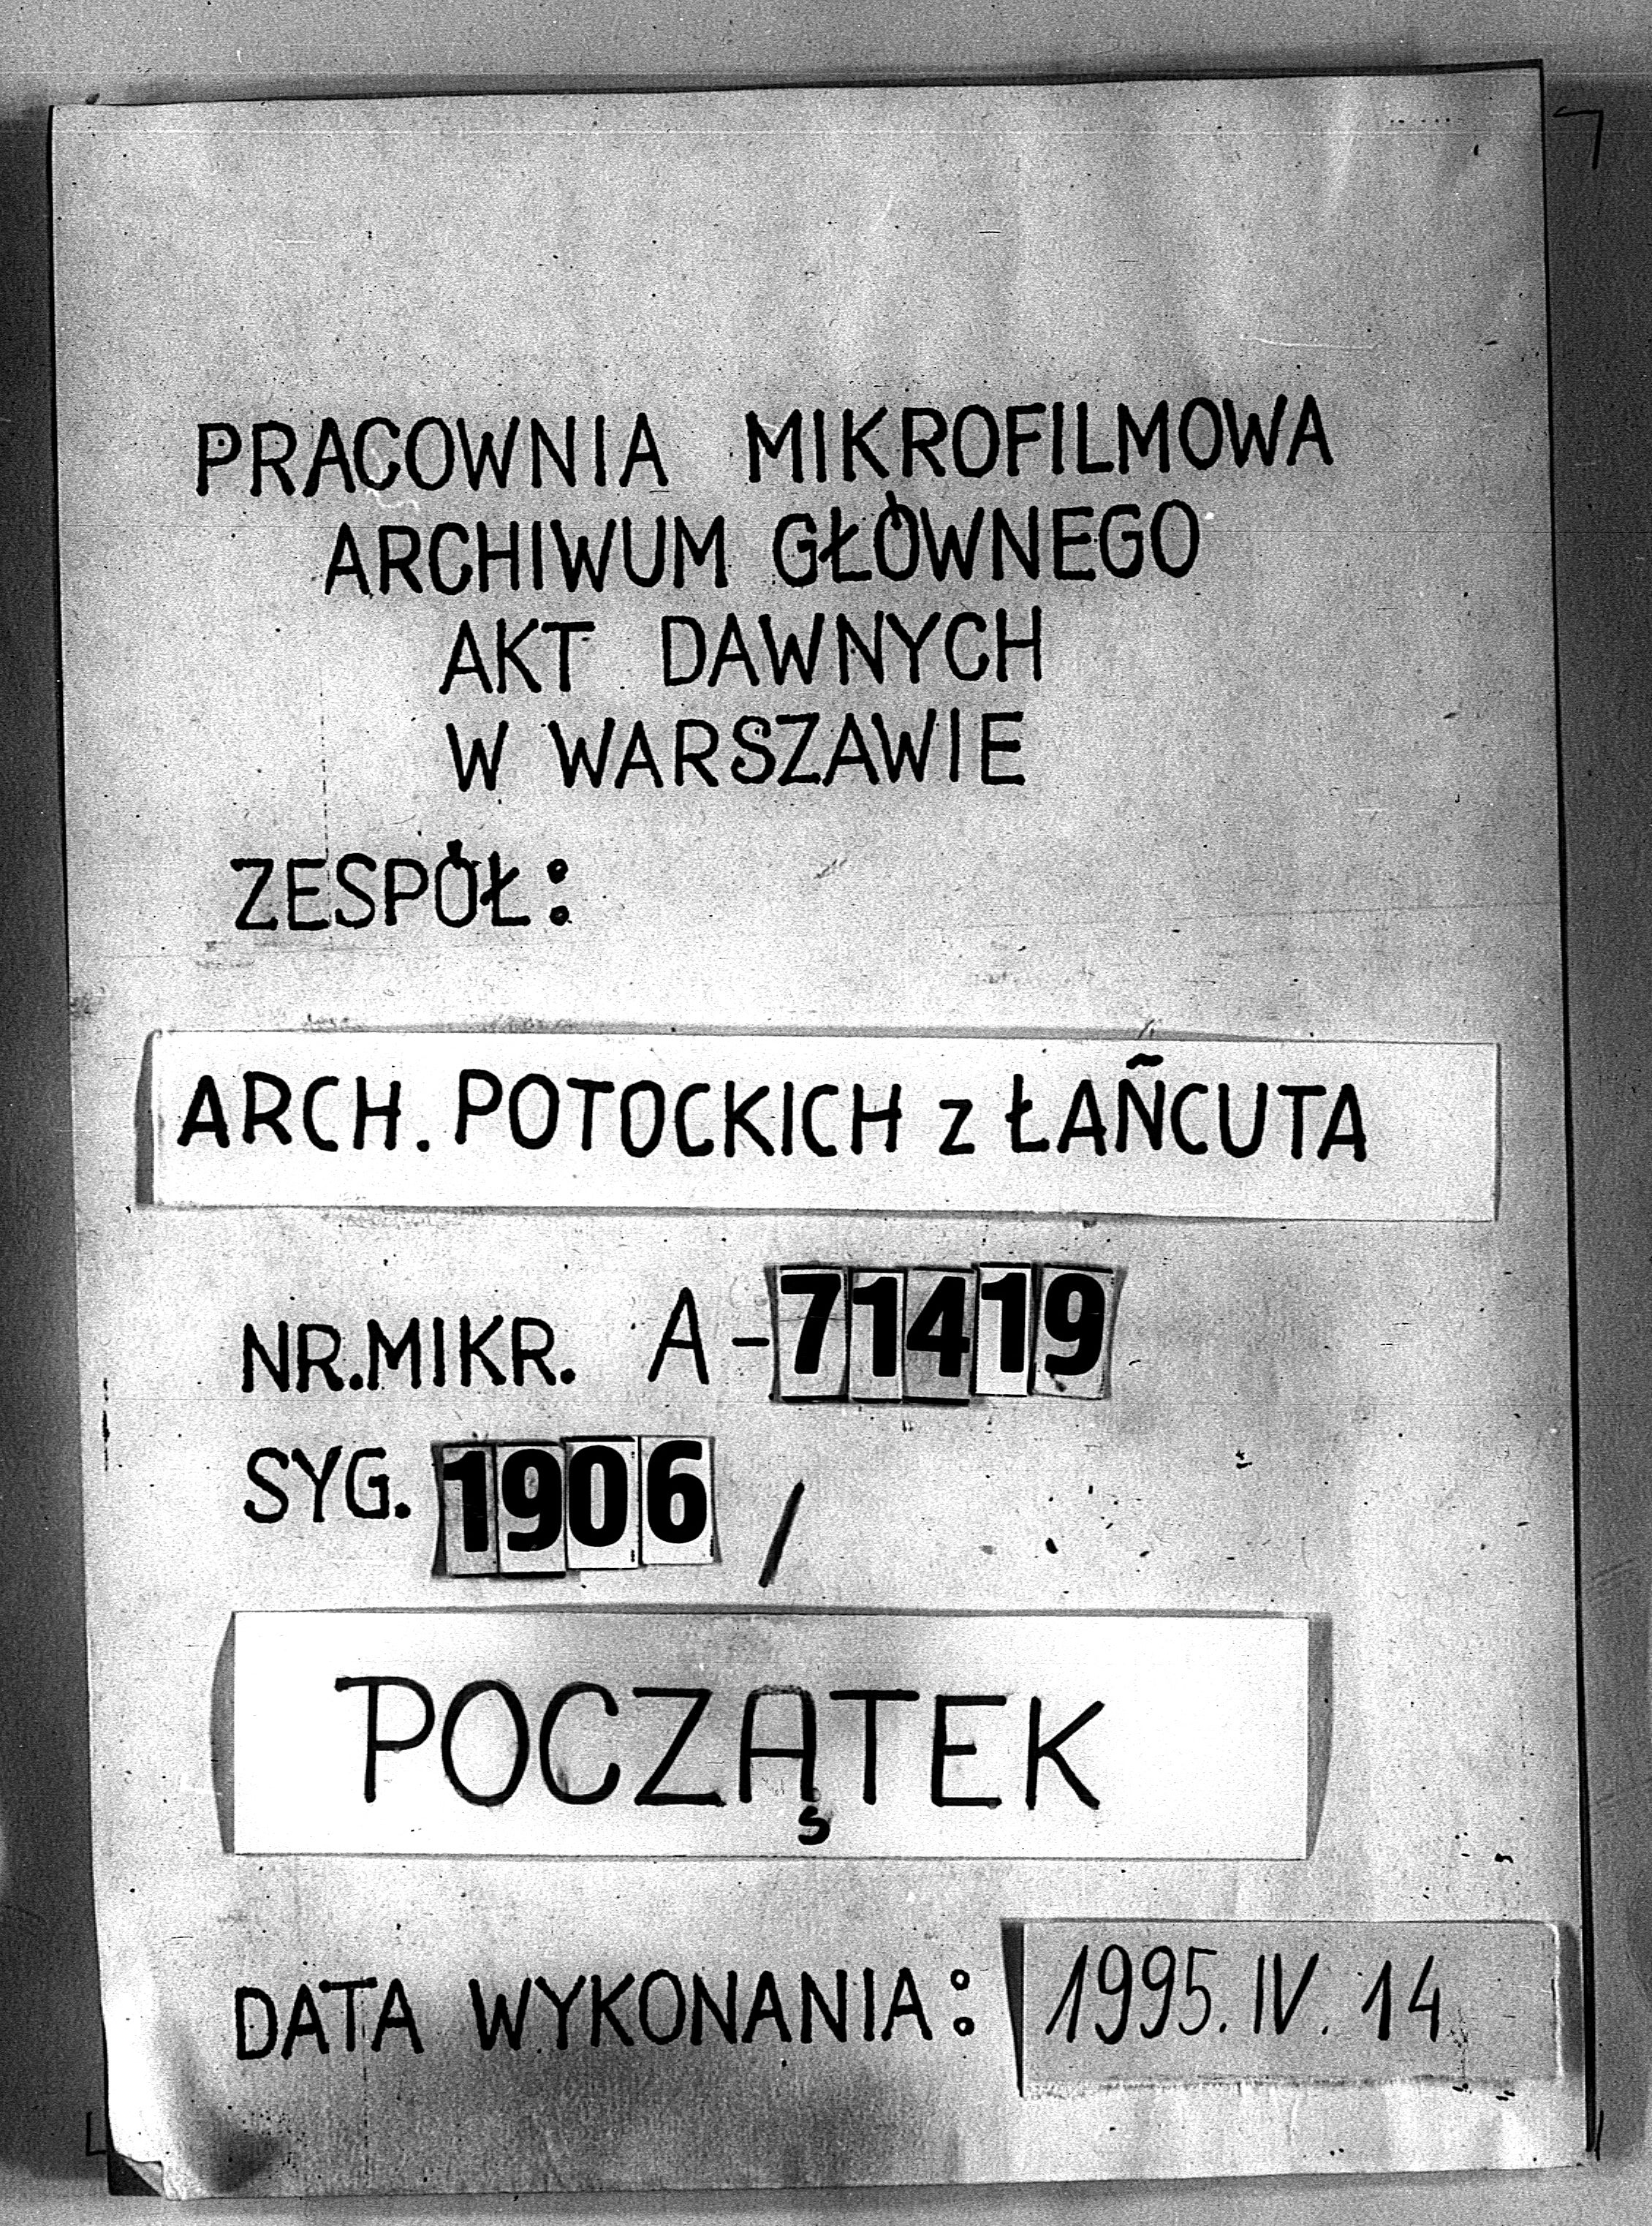 PRACOWNIA MIKROFILMOWA
ARCHIWUM GŁÓWNEGO
AKT DAWNYCH
W WARSZAWIE
ZESPÓŁ:
ARCH. POTOCKICH z ŁAŃCUTA
NR.MIKR. A-71419
SYG. 1906 /
POCZĄTEK
DATA WYKONANIA: 1995.IV.14